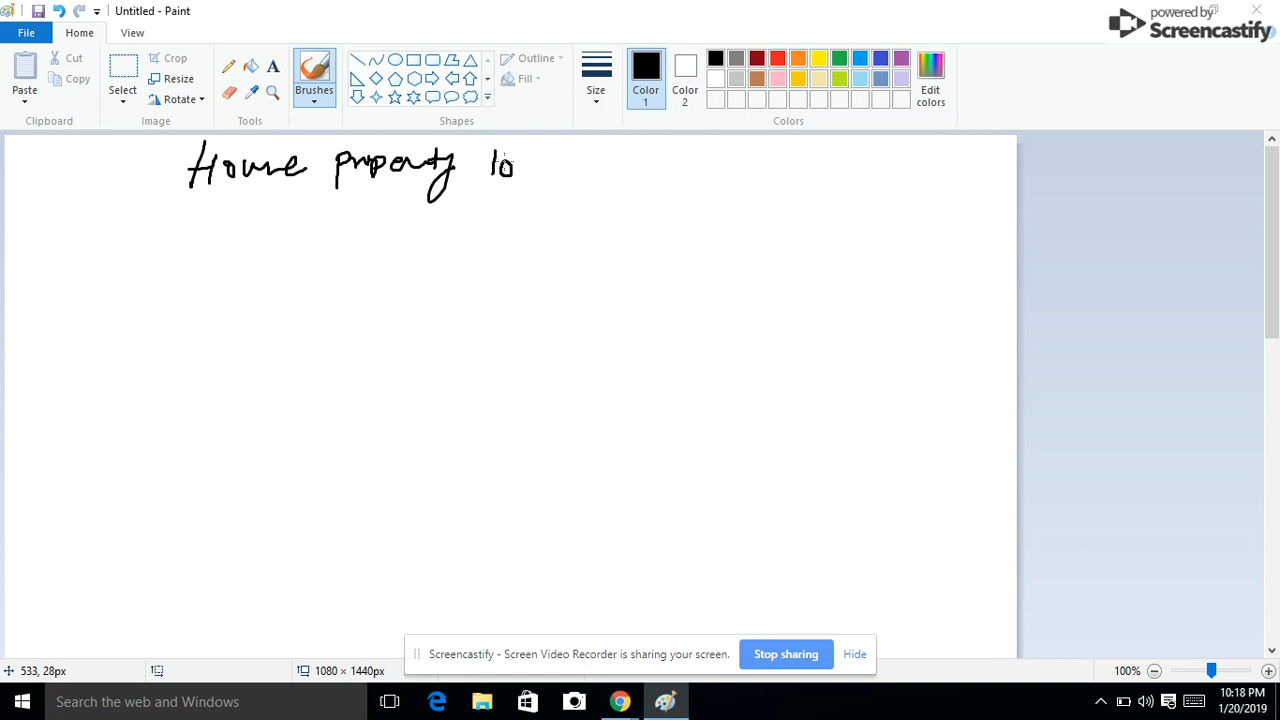 Untitled - Paint
powered by
Screencastify
File
Home
View
Paste
Cut
Copy
Clipboard
Select
Crop
Resize
Rotate
Image
A
Tools
Brushes
Outline
Fill
Shapes
Size
Color
1
Color
2
Edit
colors
Colors
House property lo
Screencastify - Screen Video Recorder is sharing your screen.
Stop sharing
Hide
533, 28px
1080 × 1440px
100%
Search the web and Windows
10:18 PM
1/20/2019